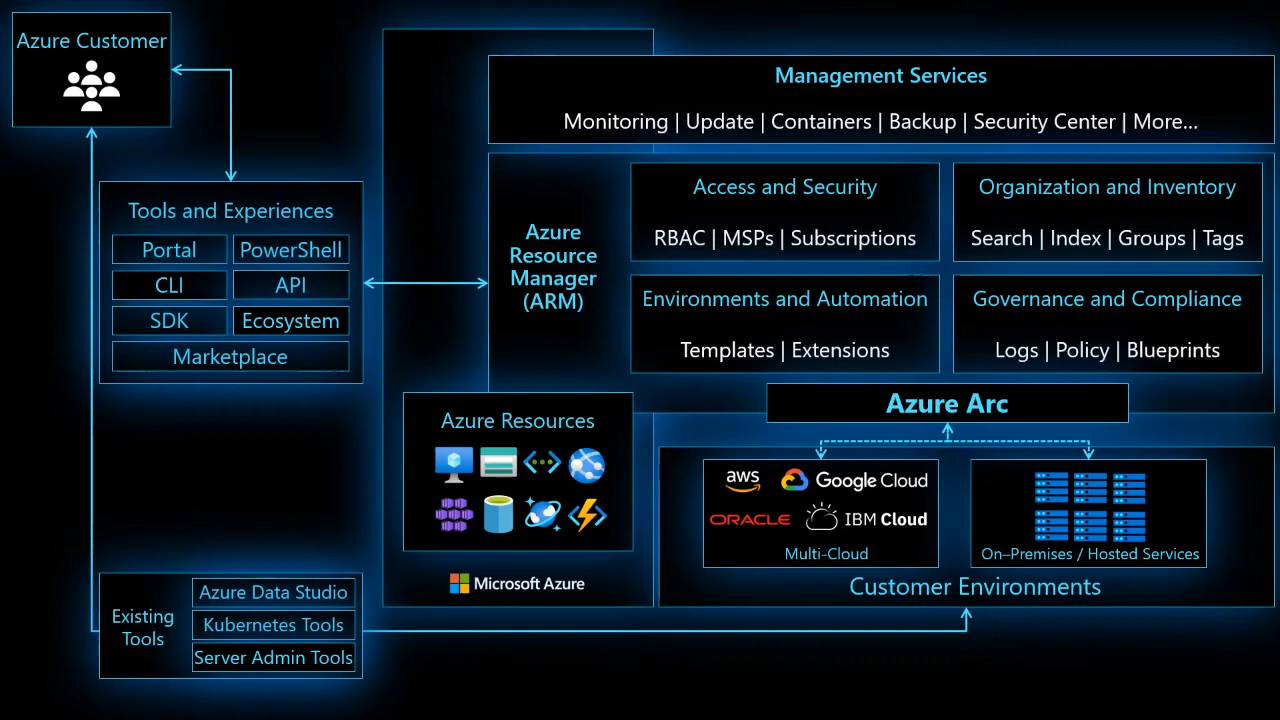 Azure Customer
Management Services
Monitoring | Update | Containers | Backup | Security Center | More...
Tools and Experiences
Portal
PowerShell
CLI
API
SDK
Ecosystem
Marketplace
Azure
Resource
Manager
(ARM)
Access and Security
RBAC | MSPs | Subscriptions
Organization and Inventory
Search | Index | Groups | Tags
Environments and Automation
Templates | Extensions
Governance and Compliance
Logs | Policy | Blueprints
Azure Arc
Azure Resources
Microsoft Azure
aws
Google Cloud
ORACLE
IBM Cloud
Multi-Cloud
On–Premises / Hosted Services
Customer Environments
Existing
Tools
Azure Data Studio
Kubernetes Tools
Server Admin Tools